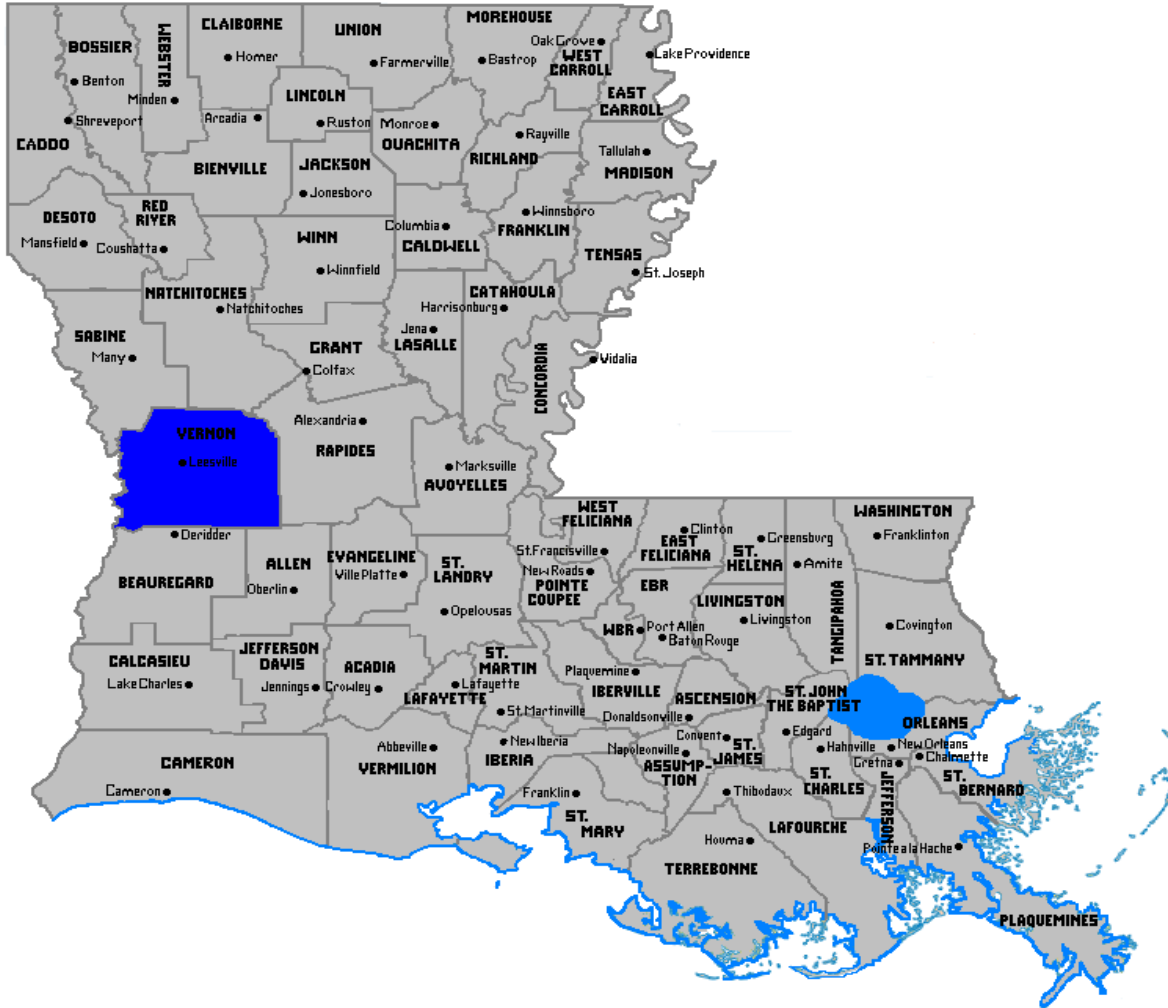 MOREHOUSE
CLAIBORNE
UNION
BOSSIER
WEBSTER
Oak Grove
WEST
CARROLL
Lake Providence
Homer
Farmerville
Bastrop
Benton
EAST
CARROLL
Minden
LINCOLN
Shreveport
Arcadia
Ruston
Monroe
OUACHITA
Rayville
CADDO
RICHLAND
Tallulah
MADISON
BIENVILLE
JACKSON
Jonesboro
RED
RIVER
DESOTO
Winnsboro
FRANKLIN
Columbia
CALDWELL
Mansfield
Coushatta
WINN
Winnfield
TENSAS
St. Joseph
NATCHITOCHES
Natchitoches
CATAHOULA
Harrisonburg
SABINE
Many
Jena
LASALLE
GRANT
Colfax
CONCORDIA
Vidalia
VERNON
Leesville
Alexandria
RAPIDES
Marksville
AVOYELLES
WEST
FELICIANA
WASHINGTON
Deridder
Clinton
EAST
FELICIANA
Greensburg
ST.
HELENA
Franklinton
BEAUREGARD
ALLEN
Oberlin
EVANGELINE
Ville Platte
ST.
LANDRY
St. Francisville
New Roads
POINTE
COUPEE
Amite
EBR
LIVINGSTON
Livingston
TANGIPAHOA
Opelousas
WBR
Port Allen
Baton Rouge
Covington
ST. TAMMANY
CALCASIEU
Lake Charles
JEFFERSON
DAVIS
Jennings
ACADIA
Crowley
ST.
MARTIN
Lafayette
LAFAYETTE
Plaquemine
IBERVILLE
ASCENSION
ST. JOHN
THE BAPTIST
St. Martinville
Donaldsonville
ORLEANS
CAMERON
Abbeville
VERMILION
New Iberia
IBERIA
Convent
Napoleonville
ASSUMP-
TION
ST.
JAMES
Edgard
Hahnville
New Orleans
Chalmette
Gretna
ST.
BERNARD
Cameron
Franklin
ST.
MARY
Thibodaux
ST.
CHARLES
JEFFERSON
LAFOURCHE
Houma
TERREBONNE
Pointe a la Hache
PLAQUEMINES